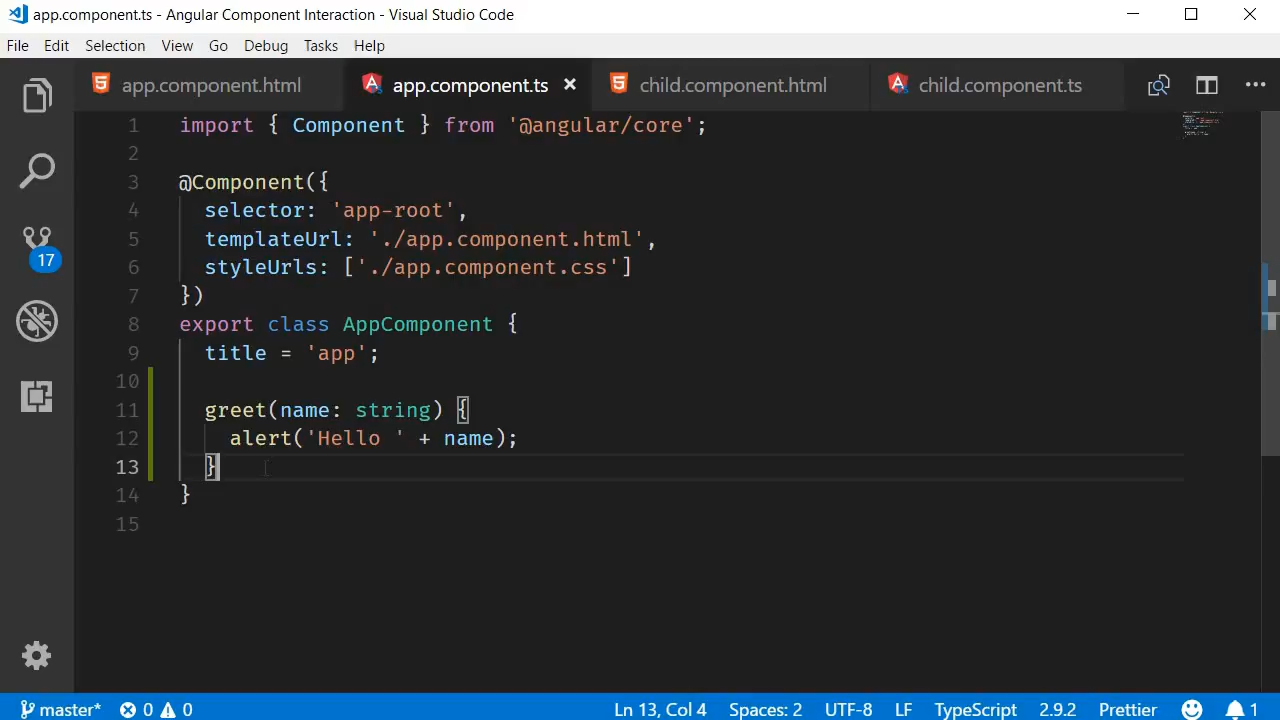 app.component.ts - Angular Component Interaction - Visual Studio Code
File Edit Selection View Go Debug Tasks Help
app.component.html app.component.ts child.component.html child.component.ts
1 import { Component } from '@angular/core';
2
3 @Component({
4 selector: 'app-root',
5 templateUrl: './app.component.html',
6 styleUrls: ['./app.component.css']
7 })
8 export class AppComponent {
9 title = 'app';
10
11 greet(name: string) {
12 alert('Hello ' + name);
13 }
14 }
15
17
master* 0 0 Ln 13, Col 4 Spaces: 2 UTF-8 LF TypeScript 2.9.2 Prettier 1